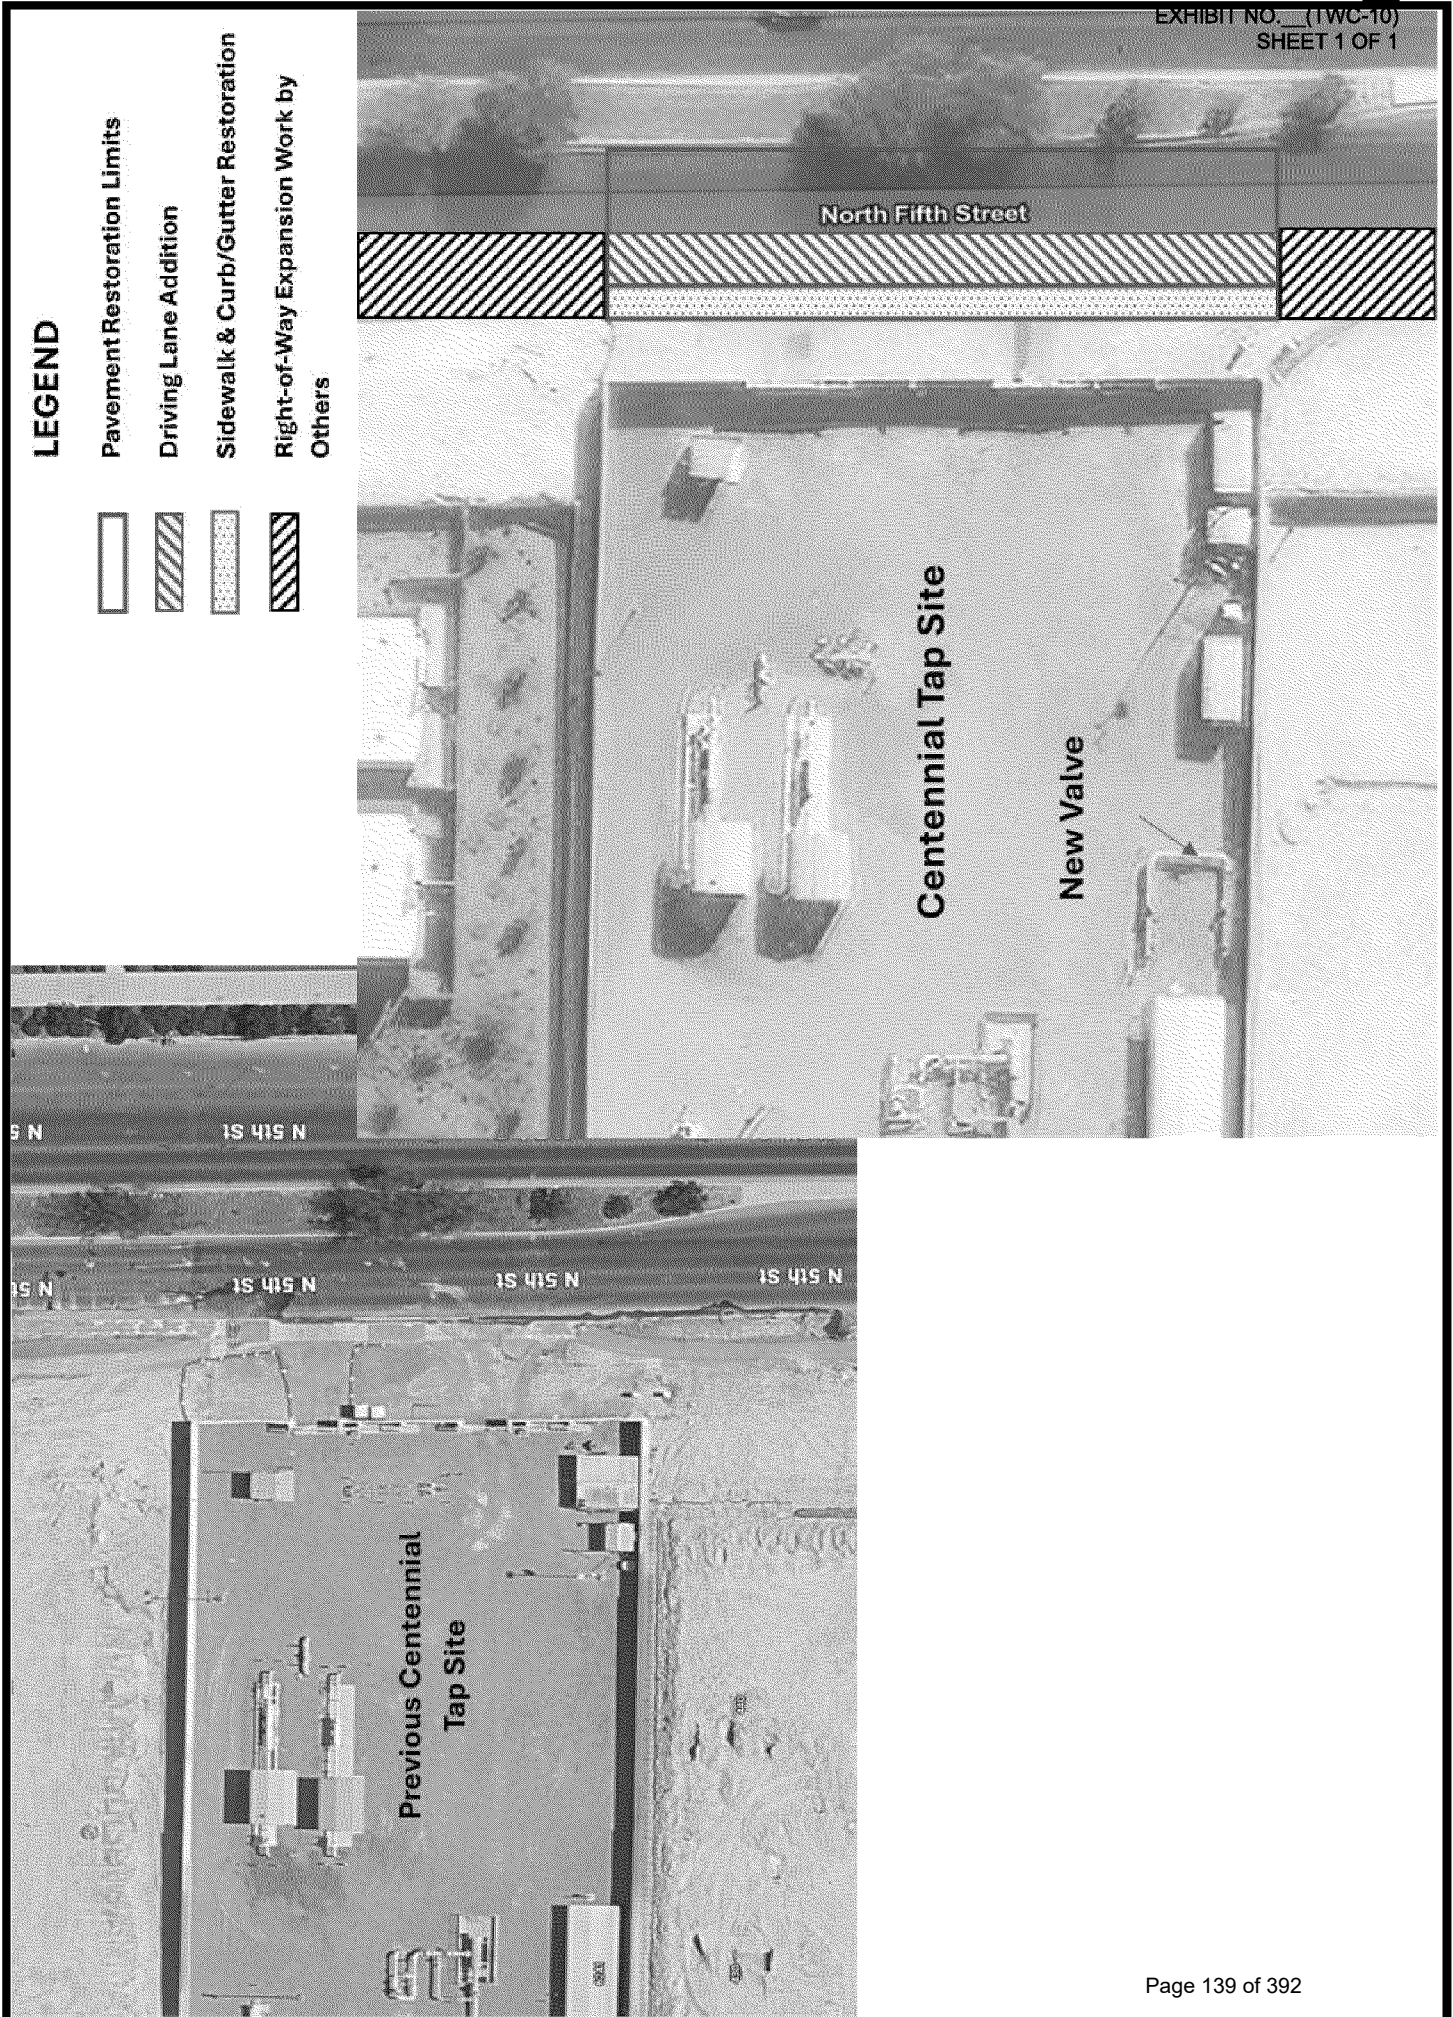 EXHIBIT NO.__(TWC-10)
SHEET 1 OF 1
LEGEND
Pavement Restoration Limits
Driving Lane Addition
Sidewalk & Curb/Gutter Restoration
Right-of-Way Expansion Work by
Others
North Fifth Street
Centennial Tap Site
New Valve
N 5th St
N 5th St
N 5th St
N 5th St
Previous Centennial
Tap Site
Page 139 of 392